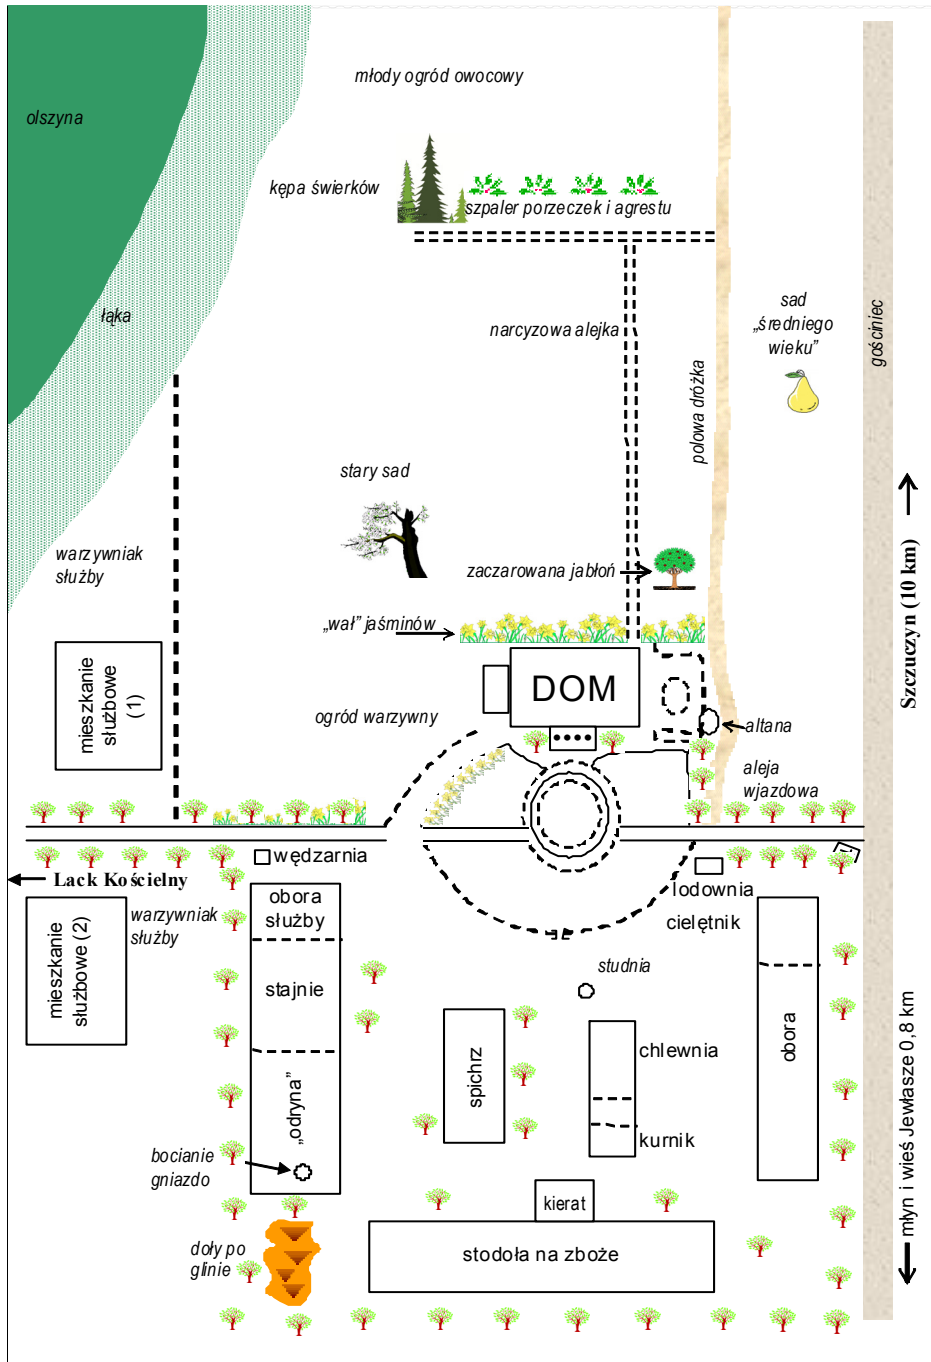 młody ogród owocowy
olszyna
kępa świerków
szpaler porzeczek i agrestu
łąka
narcyzowa alejka
sad
„średniego
wieku”
gościniec
polowa dróżka
stary sad
warzywniak
służby
zaczarowana jabłoń
„wał” jaśminów
Szczuczyn (10 km)
mieszkanie
służbowe
(1)
DOM
ogród warzywny
altana
aleja
wjazdowa
wędzarnia
Lack Kościelny
lodownia
obora
służby
cielętnik
mieszkanie
służbowe (2)
warzywniak
służby
studnia
stajnie
chlewnia
obora
spichrz
„odryna”
kurnik
młyn i wieś Jewłasze 0,8 km
bocianie
gniazdo
kierat
doły po
glinie
stodoła na zboże